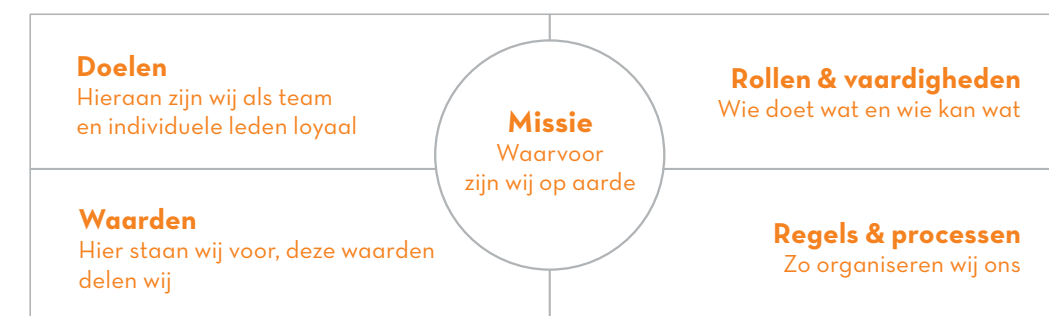 Doelen
Hieraan zijn wij als team
en individuele leden loyaal
Missie
Waarvoor
zijn wij op aarde
Rollen & vaardigheden
Wie doet wat en wie kan wat
Waarden
Hier staan wij voor, deze waarden
delen wij
Regels & processen
Zo organiseren wij ons